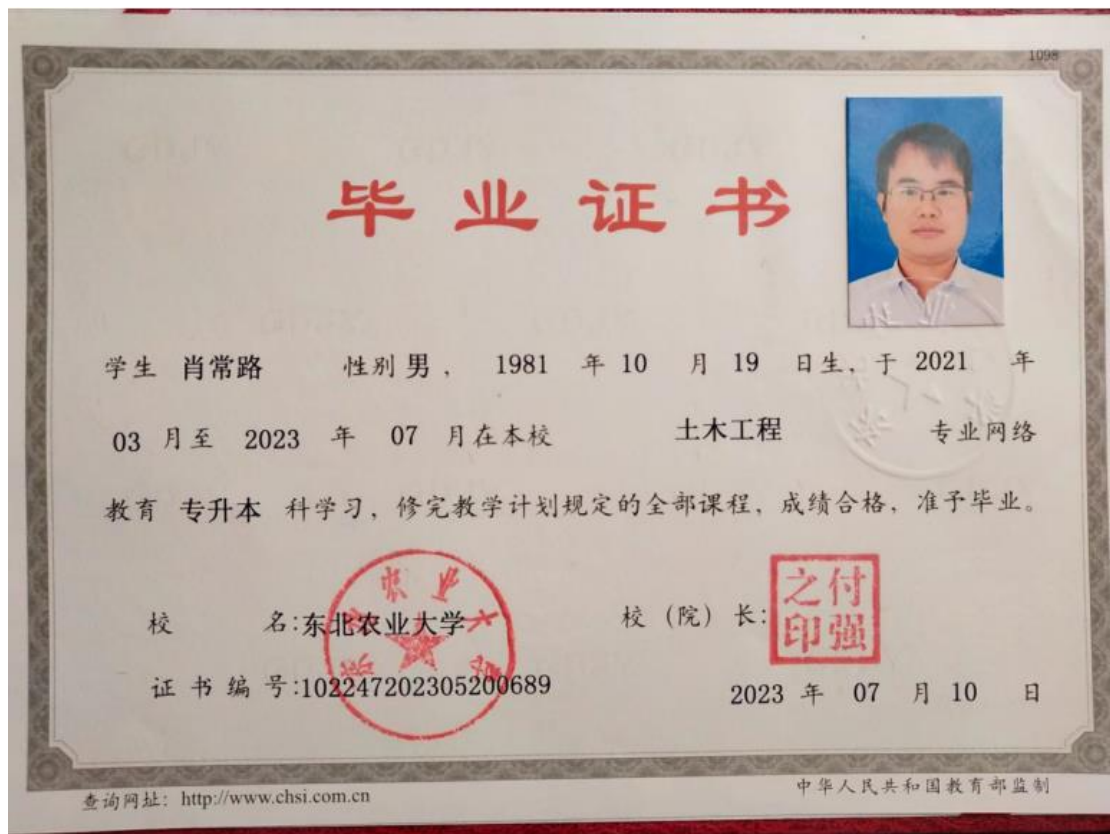 1098
毕业证书
学生 肖常路 性别 男，1981 年 10 月 19 日生，于 2021 年
03 月至 2023 年 07 月在本校 土木工程 专业网络
教育 专升本 科学习，修完教学计划规定的全部课程，成绩合格，准予毕业。
校 名:东北农业大学 校（院）长:
东北农业大学
付强之印
证书编号:102247202305200689
2023 年 07 月 10 日
查询网址：http://www.chsi.com.cn
中华人民共和国教育部监制